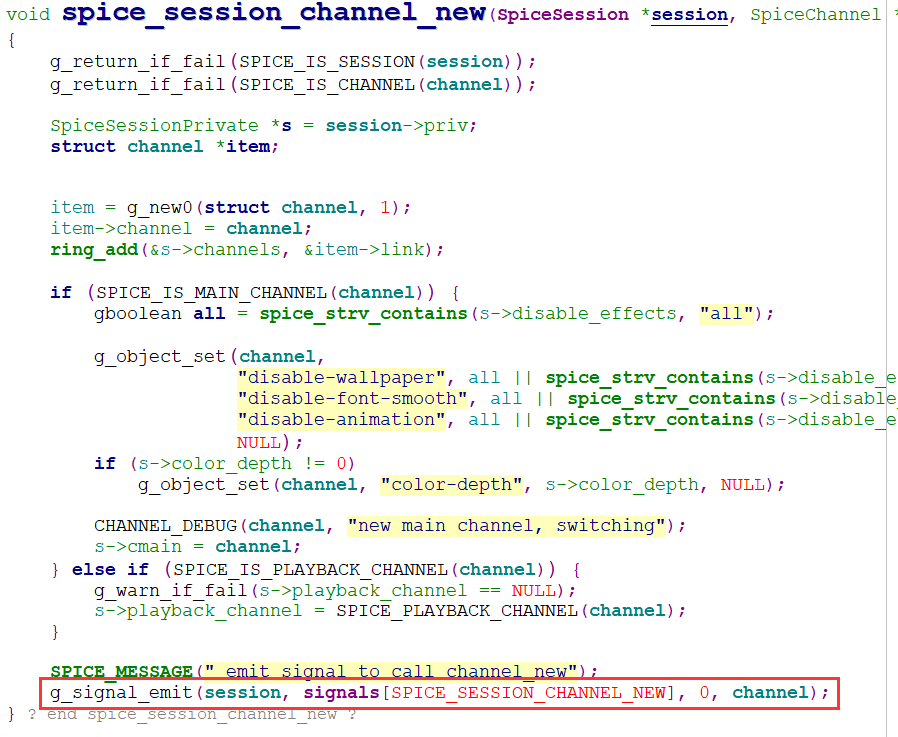 void spice_session_channel_new(SpiceSession *session, SpiceChannel *
{
    g_return_if_fail(SPICE_IS_SESSION(session));
    g_return_if_fail(SPICE_IS_CHANNEL(channel));
    SpiceSessionPrivate *s = session->priv;
    struct channel *item;
    item = g_new0(struct channel, 1);
    item->channel = channel;
    ring_add(&s->channels, &item->link);
    if (SPICE_IS_MAIN_CHANNEL(channel)) {
        gboolean all = spice_strv_contains(s->disable_effects, "all");
        g_object_set(channel,
                     "disable-wallpaper", all || spice_strv_contains(s->disable_e
                     "disable-font-smooth", all || spice_strv_contains(s->disable_
                     "disable-animation", all || spice_strv_contains(s->disable_e
                     NULL);
        if (s->color_depth != 0)
            g_object_set(channel, "color-depth", s->color_depth, NULL);
        CHANNEL_DEBUG(channel, "new main channel, switching");
        s->cmain = channel;
    } else if (SPICE_IS_PLAYBACK_CHANNEL(channel)) {
        g_warn_if_fail(s->playback_channel == NULL);
        s->playback_channel = SPICE_PLAYBACK_CHANNEL(channel);
    }
    SPICE_MESSAGE(" emit signal to call channel_new");
    g_signal_emit(session, signals[SPICE_SESSION_CHANNEL_NEW], 0, channel);
} ? end spice_session_channel_new ?